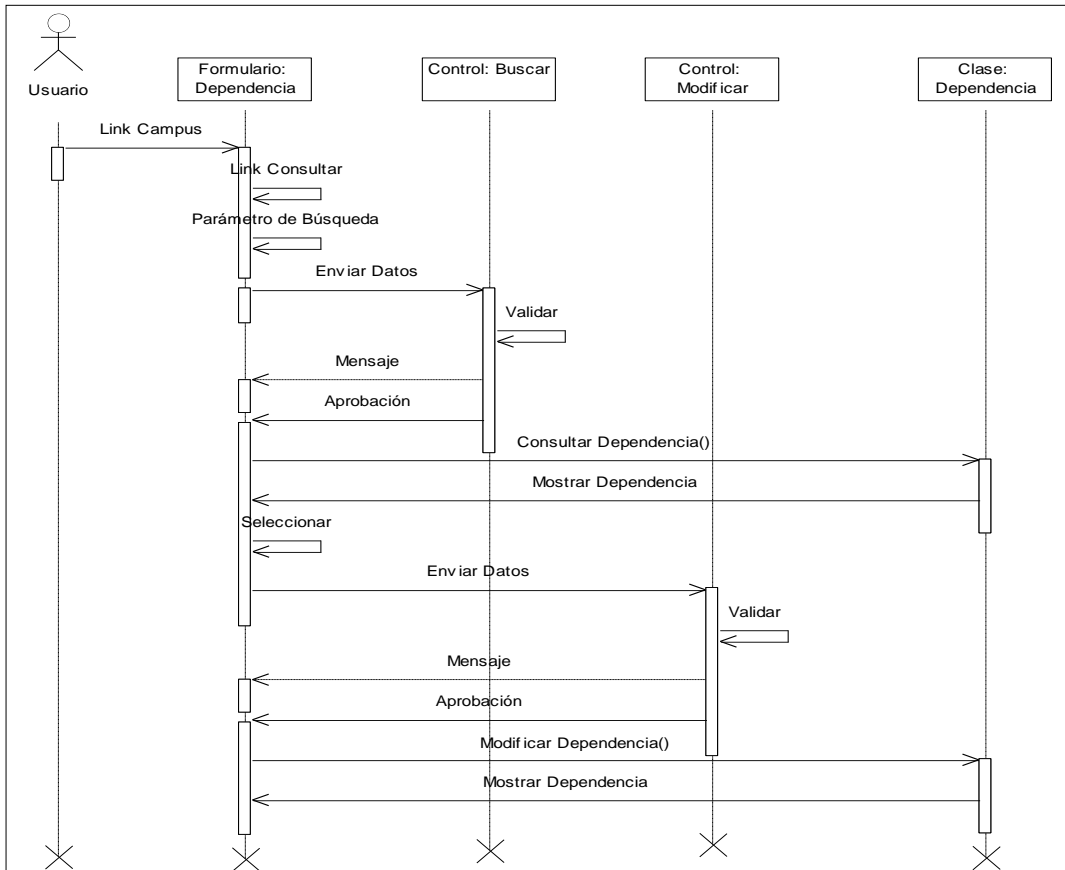 Usuario
Formulario:
Dependencia
Control: Buscar
Control:
Modificar
Clase:
Dependencia
Link Campus
Link Consultar
Parámetro de Búsqueda
Enviar Datos
Validar
Mensaje
Aprobación
Consultar Dependencia()
Mostrar Dependencia
Seleccionar
Enviar Datos
Validar
Mensaje
Aprobación
Modificar Dependencia()
Mostrar Dependencia